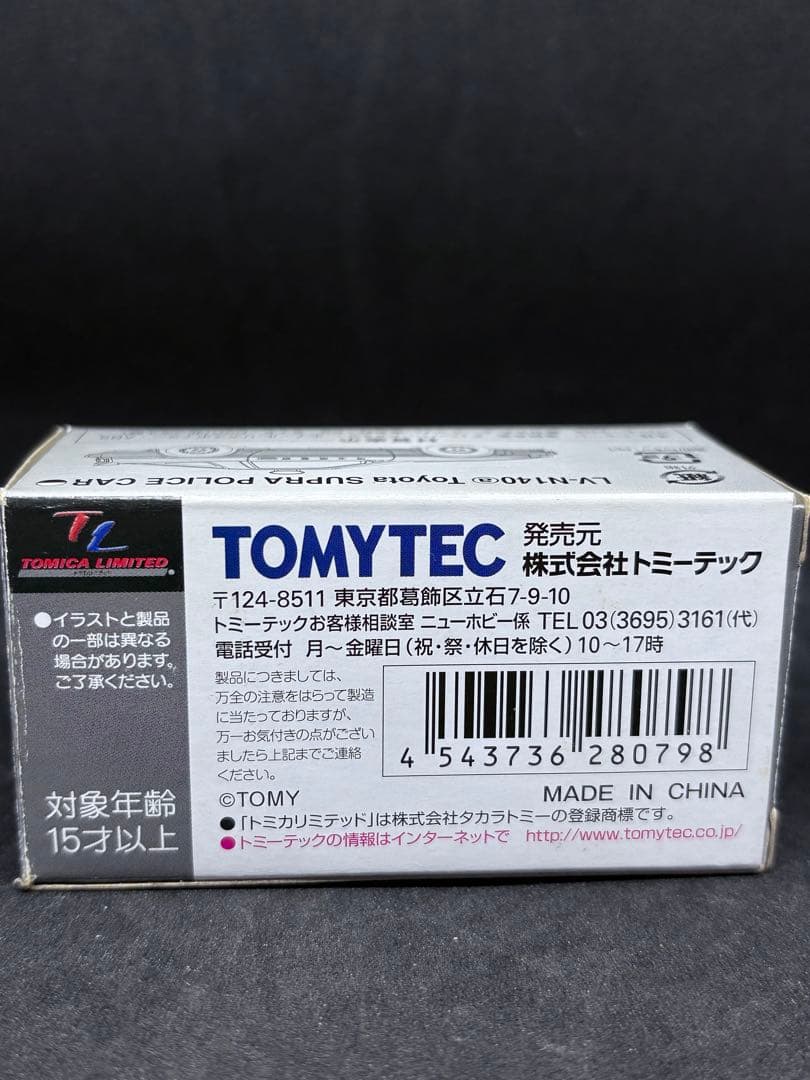 LV-N140ⓐ Toyota SUPRA POLICE CAR●
TL
TOMICA LIMITED
●イラストと製品
の一部は異なる
場合があります。
ご了承ください。
対象年齢
15才以上
TOMYTEC
発売元
株式会社トミーテック
〒124-8511 東京都葛飾区立石7-9-10
トミーテックお客様相談室 ニューホビー係 TEL 03(3695)3161(代)
電話受付 月～金曜日(祝・祭・休日を除く)10～17時
製品につきましては、
万全の注意をはらって製造
に当たっておりますが、
万一お気付きの点がござい
ましたら上記までご連絡
ください。
4 543736 280798
©TOMY
MADE IN CHINA
●「トミカリミテッド」は株式会社タカラトミーの登録商標です。
●トミーテックの情報はインターネットで http://www.tomytec.co.jp/